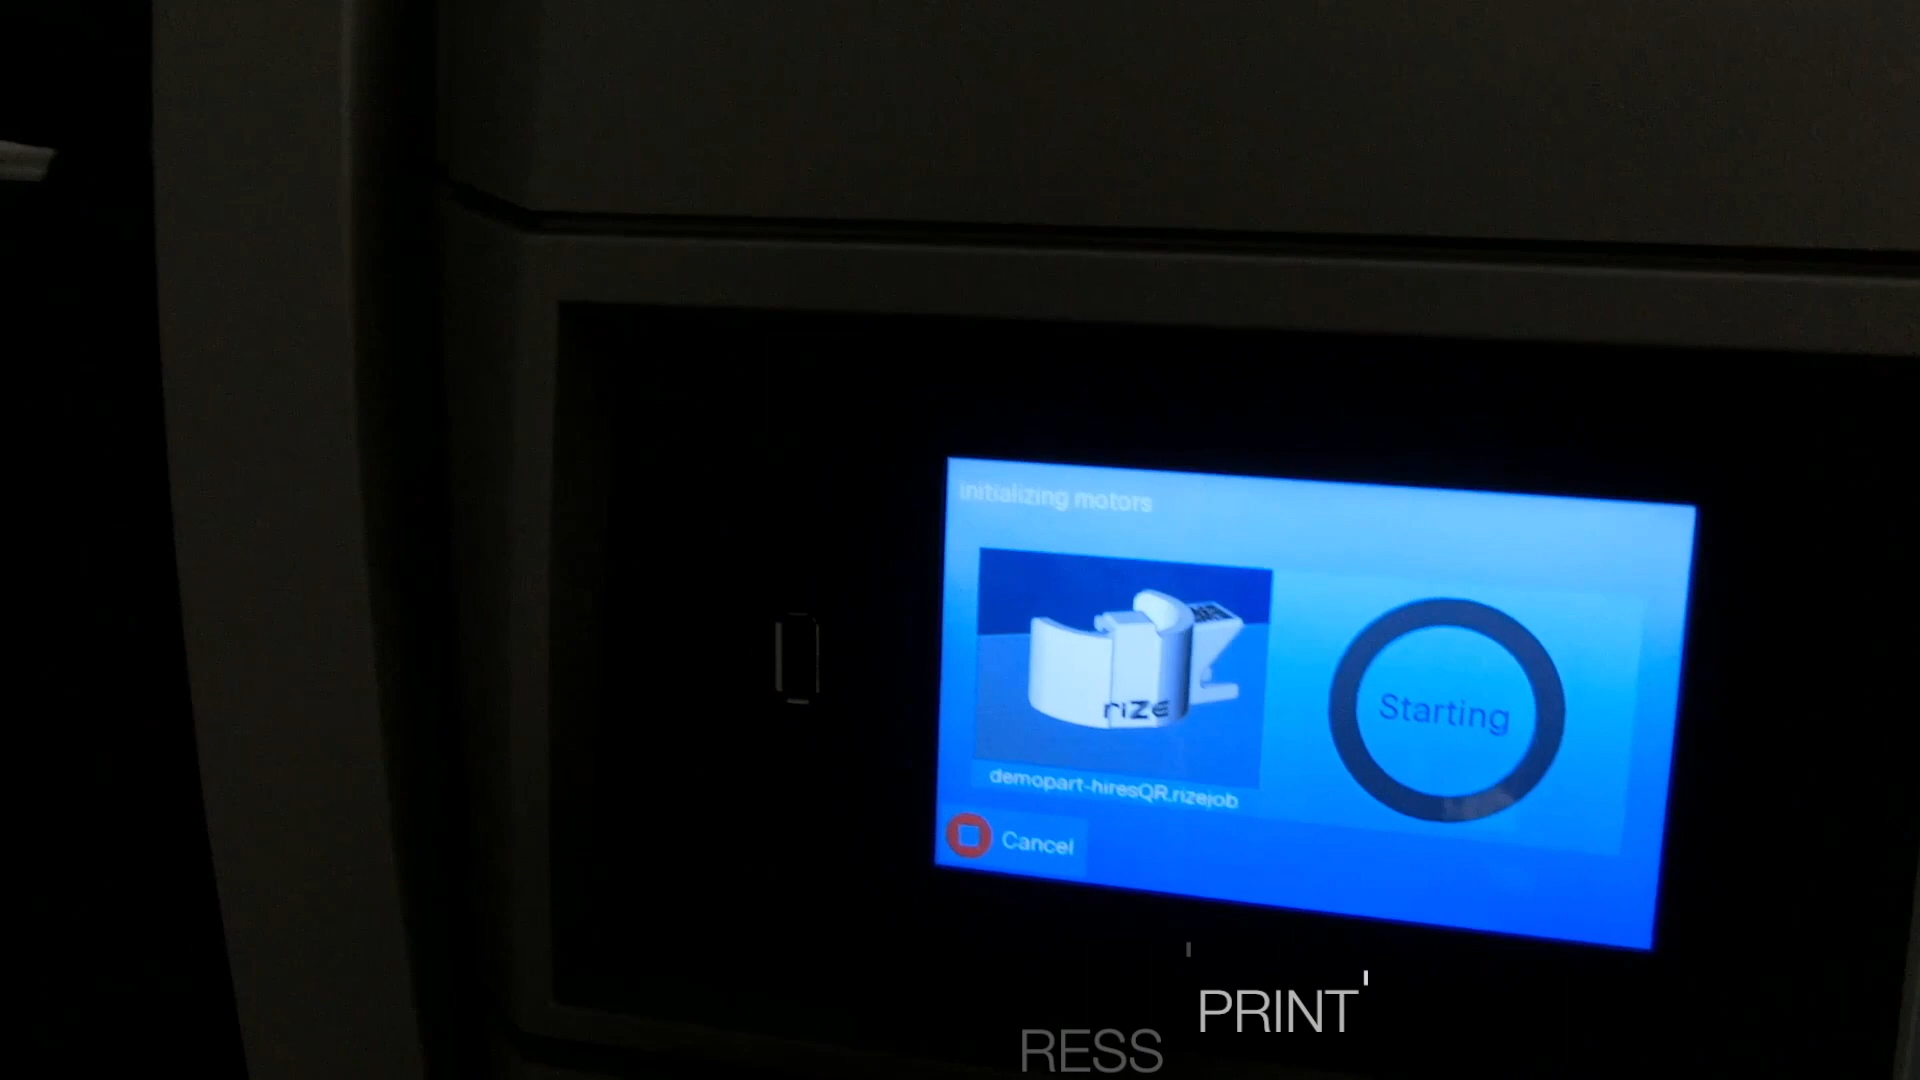 initializing motors
rize
Starting
demopart-hiresQR.rizejob
Cancel
' PRINT'
RESS